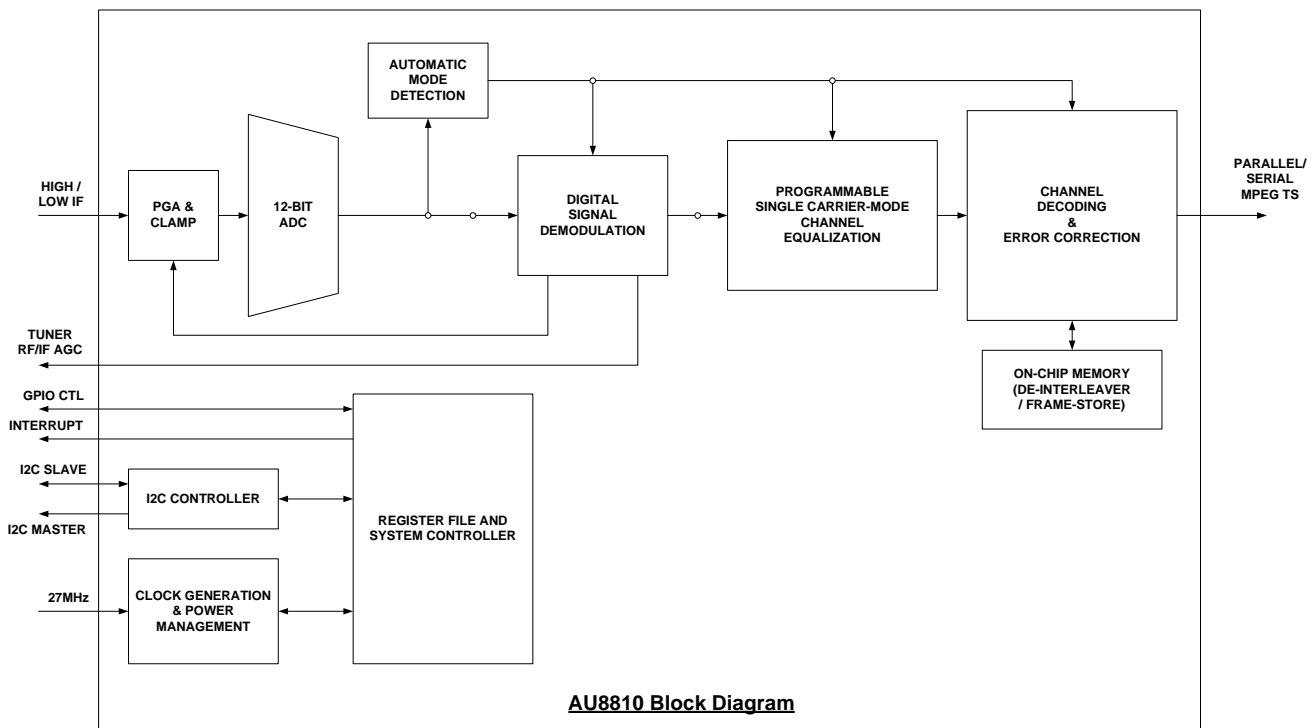 AUTOMATIC
MODE
DETECTION
HIGH /
LOW IF
PGA &
CLAMP
12-BIT
ADC
DIGITAL
SIGNAL
DEMODULATION
PROGRAMMABLE
SINGLE CARRIER-MODE
CHANNEL
EQUALIZATION
CHANNEL
DECODING
&
ERROR CORRECTION
PARALLEL/
SERIAL
MPEG TS
TUNER
RF/IF AGC
ON-CHIP MEMORY
(DE-INTERLEAVER
/ FRAME-STORE)
GPIO CTL
INTERRUPT
I2C SLAVE
I2C MASTER
I2C CONTROLLER
REGISTER FILE AND
SYSTEM CONTROLLER
27MHz
CLOCK GENERATION
& POWER
MANAGEMENT
AU8810 Block Diagram